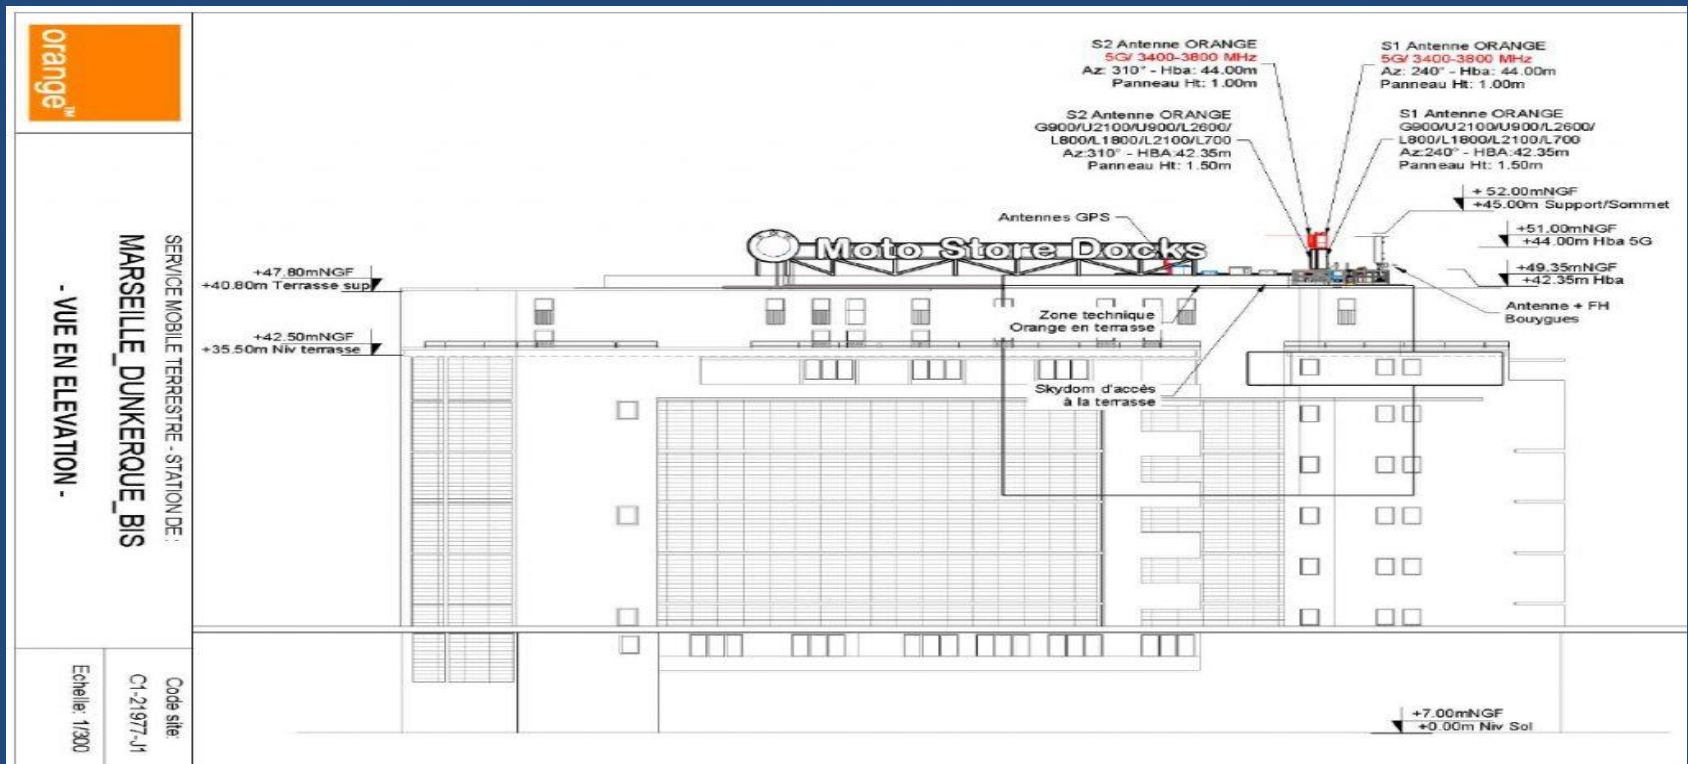 orange™
SERVICE MOBILE TERRESTRE - STATION DE :
MARSEILLE_DUNKERQUE_BIS
- VUE EN ELEVATION -
Code site:
C1-21977-J1
Echelle: 1/300
S2 Antenne ORANGE
5G/ 3400-3800 MHz
Az: 310° - Hba: 44.00m
Panneau Ht: 1.00m
S1 Antenne ORANGE
5G/ 3400-3800 MHz
Az: 240° - Hba: 44.00m
Panneau Ht: 1.00m
S2 Antenne ORANGE
G900/U2100/U900/L2600/
L800/L1800/L2100/L700
Az:310° - HBA:42.35m
Panneau Ht: 1.50m
S1 Antenne ORANGE
G900/U2100/U900/L2600/
L800/L1800/L2100/L700
Az:240° - HBA:42.35m
Panneau Ht: 1.50m
+ 52.00mNGF
+45.00m Support/Sommet
Antennes GPS
+51.00mNGF
+44.00m Hba 5G
Moto Store Docks
+49.35mNGF
+42.35m Hba
+47.80mNGF
+40.80m Terrasse sup
Antenne + FH
Bouygues
Zone technique
Orange en terrasse
+42.50mNGF
+35.50m Niv terrasse
Skydom d'accès
à la terrasse
+7.00mNGF
+0.00m Niv Sol